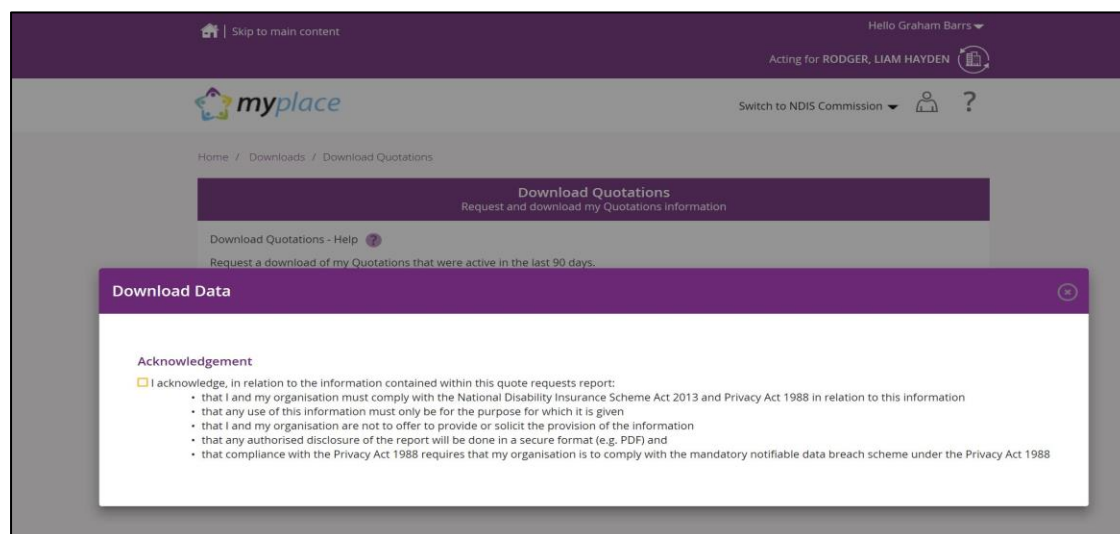 | Skip to main content
Hello Graham Barrs
Acting for RODGER, LIAM HAYDEN
myplace
Switch to NDIS Commission
?
Home / Downloads / Download Quotations
Download Quotations
Request and download my Quotations information
Download Quotations - Help ?
Request a download of my Quotations that were active in the last 90 days.
Download Data
Acknowledgement
I acknowledge, in relation to the information contained within this quote requests report:
• that I and my organisation must comply with the National Disability Insurance Scheme Act 2013 and Privacy Act 1988 in relation to this information
• that any use of this information must only be for the purpose for which it is given
• that I and my organisation are not to offer to provide or solicit the provision of the information
• that any authorised disclosure of the report will be done in a secure format (e.g. PDF) and
• that compliance with the Privacy Act 1988 requires that my organisation is to comply with the mandatory notifiable data breach scheme under the Privacy Act 1988